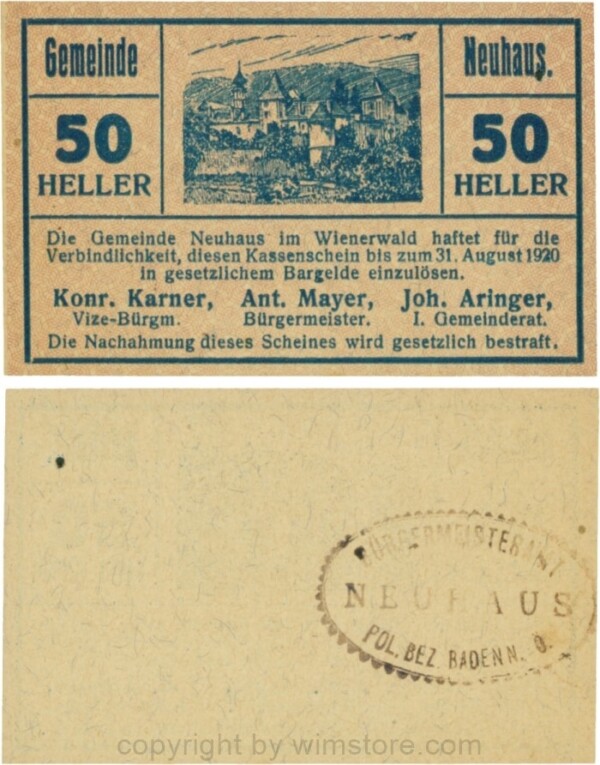 Gemeinde Neuhaus.
50 50
HELLER HELLER
Die Gemeinde Neuhaus im Wienerwald haftet für die
Verbindlichkeit, diesen Kassenschein bis zum 31. August 1920
in gesetzlichem Bargelde einzulösen.
Konr. Karner, Ant. Mayer, Joh. Aringer,
Vize-Bürgm. Bürgermeister. I. Gemeinderat.
Die Nachahmung dieses Scheines wird gesetzlich bestraft.
BÜRGERMEISTERAMT
NEUHAUS
POL. BEZ. BADEN N. Ö.
copyright by wimstore.com